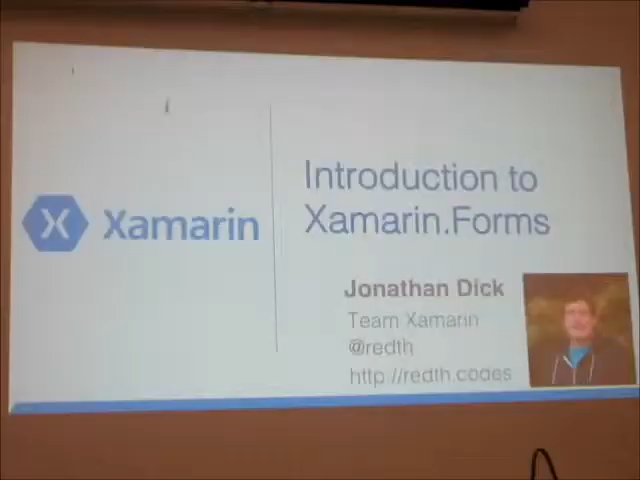 X Xamarin
Introduction to
Xamarin.Forms
Jonathan Dick
Team Xamarin
@redth
http://redth.codes